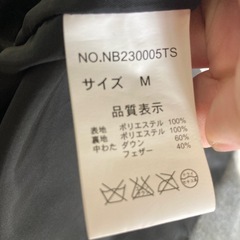 NO.NB230005TS
サイズ M
品質表示
表地 ポリエステル 100%
裏地 ポリエステル 100%
中わた ダウン 60%
フェザー 40%